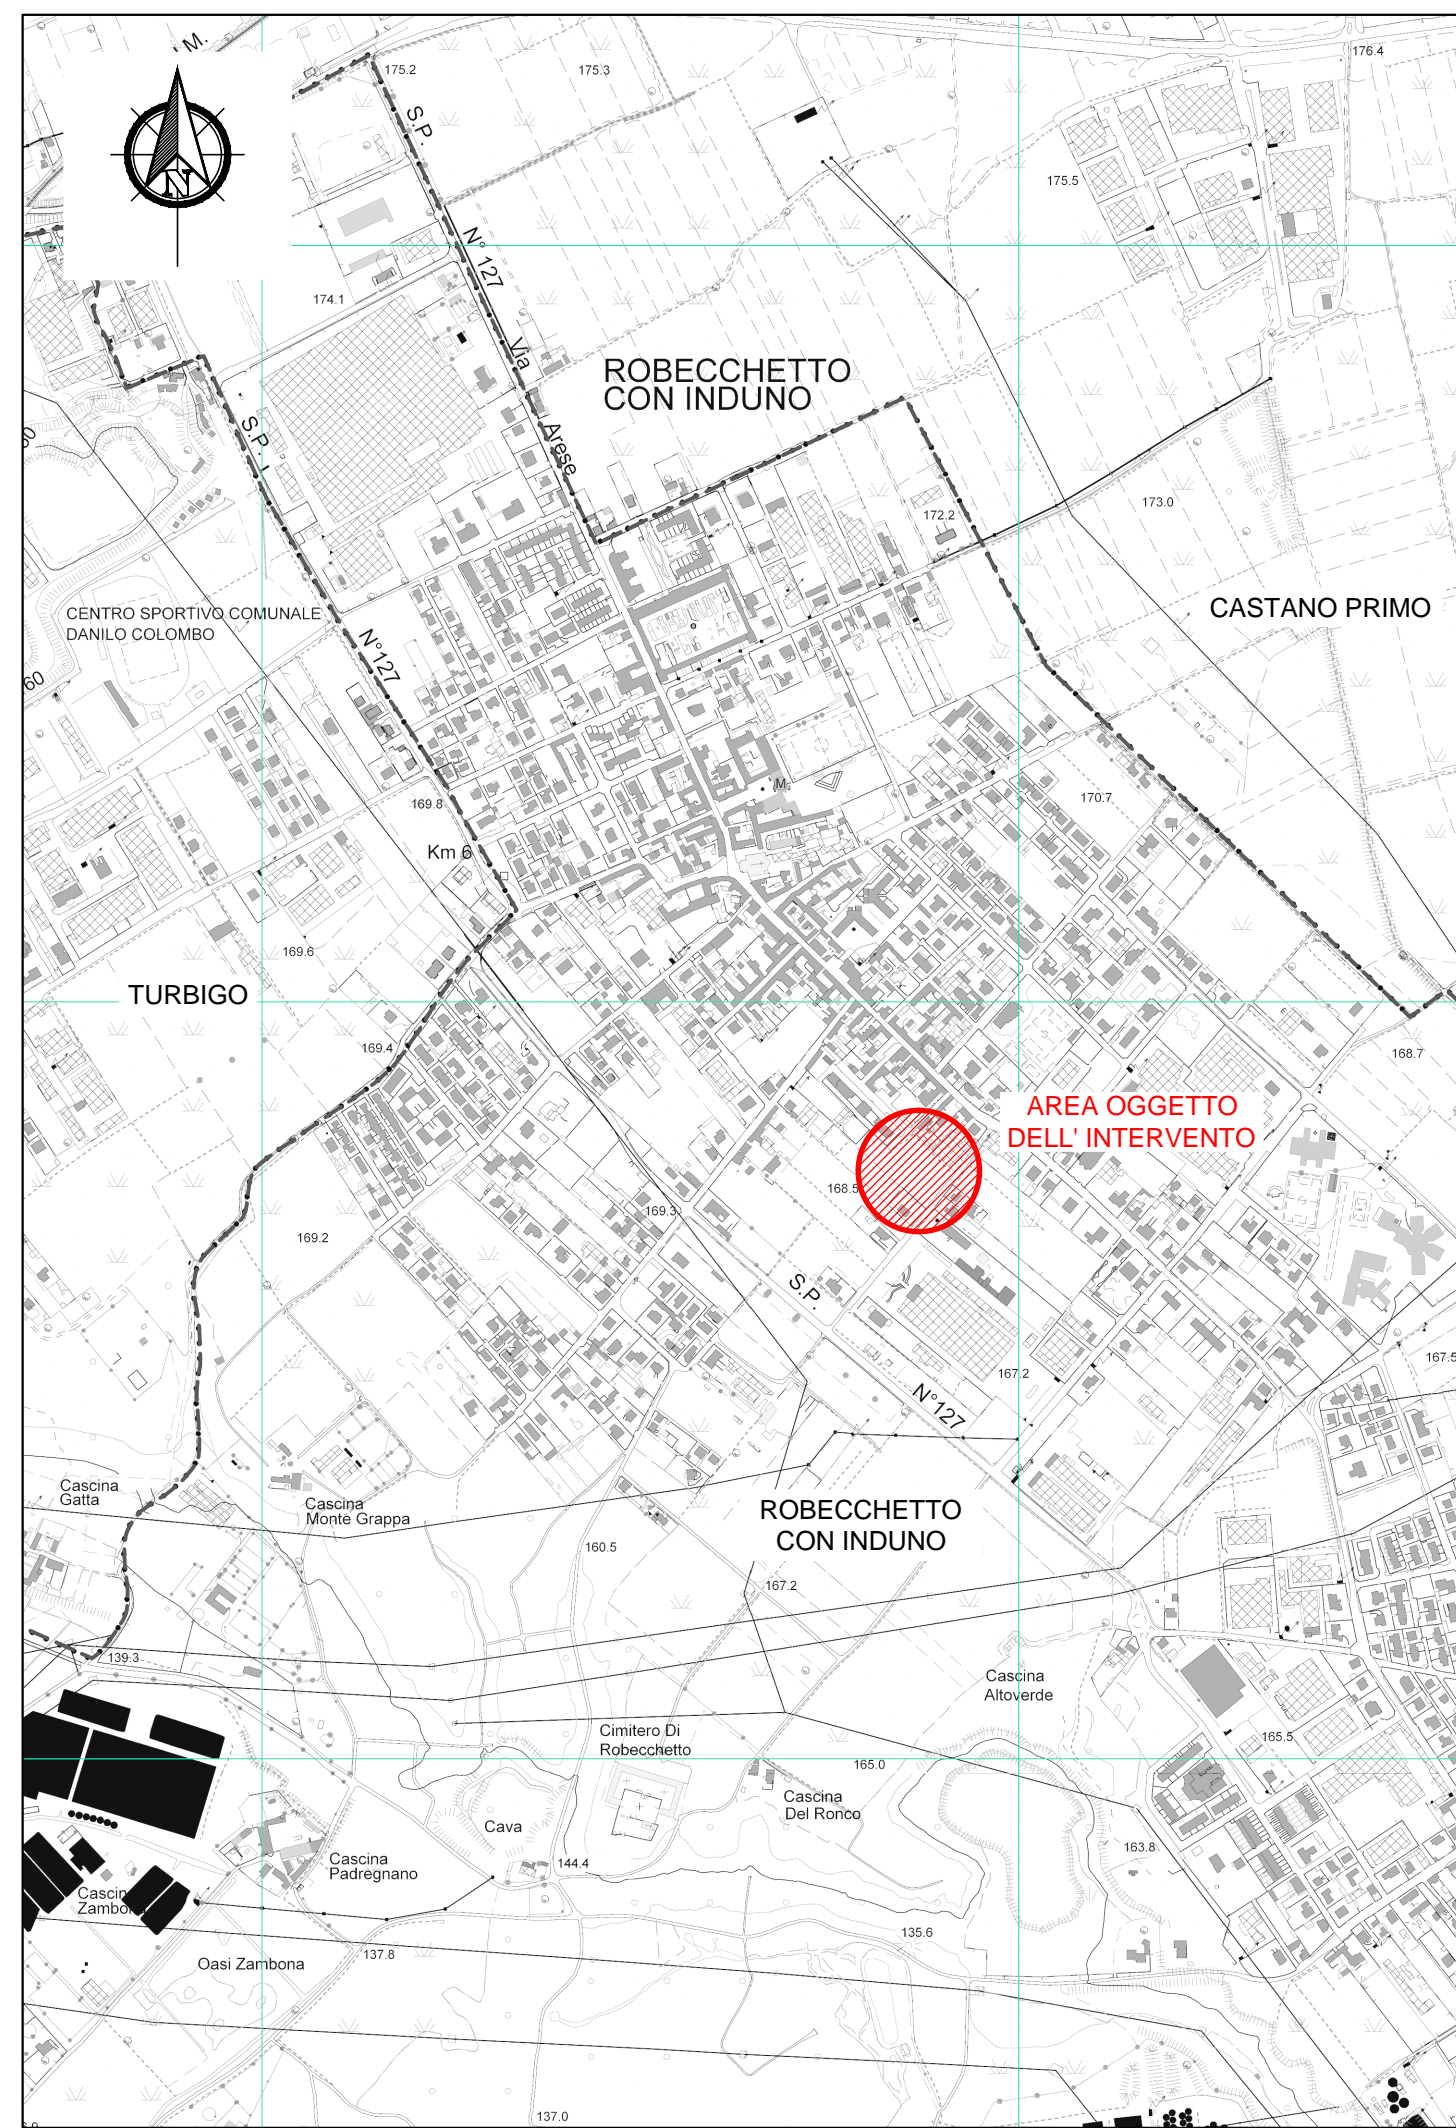 M.
176.4
175.2
175.3
S.P.
175.5
N
N° 127
174.1
Via
ROBECCHETTO
CON INDUNO
S.P.
Arese
173.0
172.2
CENTRO SPORTIVO COMUNALE
DANILO COLOMBO
CASTANO PRIMO
N°127
60
M
169.8
170.7
Km 6
169.6
TURBIGO
169.4
168.7
AREA OGGETTO
DELL' INTERVENTO
168.5
169.3
169.2
S.P.
167.5
167.2
N°127
Cascina
Gatta
Cascina
Monte Grappa
ROBECCHETTO
CON INDUNO
160.5
167.2
139.3
Cascina
Altoverde
Cimitero Di
Robecchetto
165.5
165.0
Cascina
Del Ronco
Cava
163.8
Cascina
Padregnano
144.4
135.6
137.8
Oasi Zambona
137.0